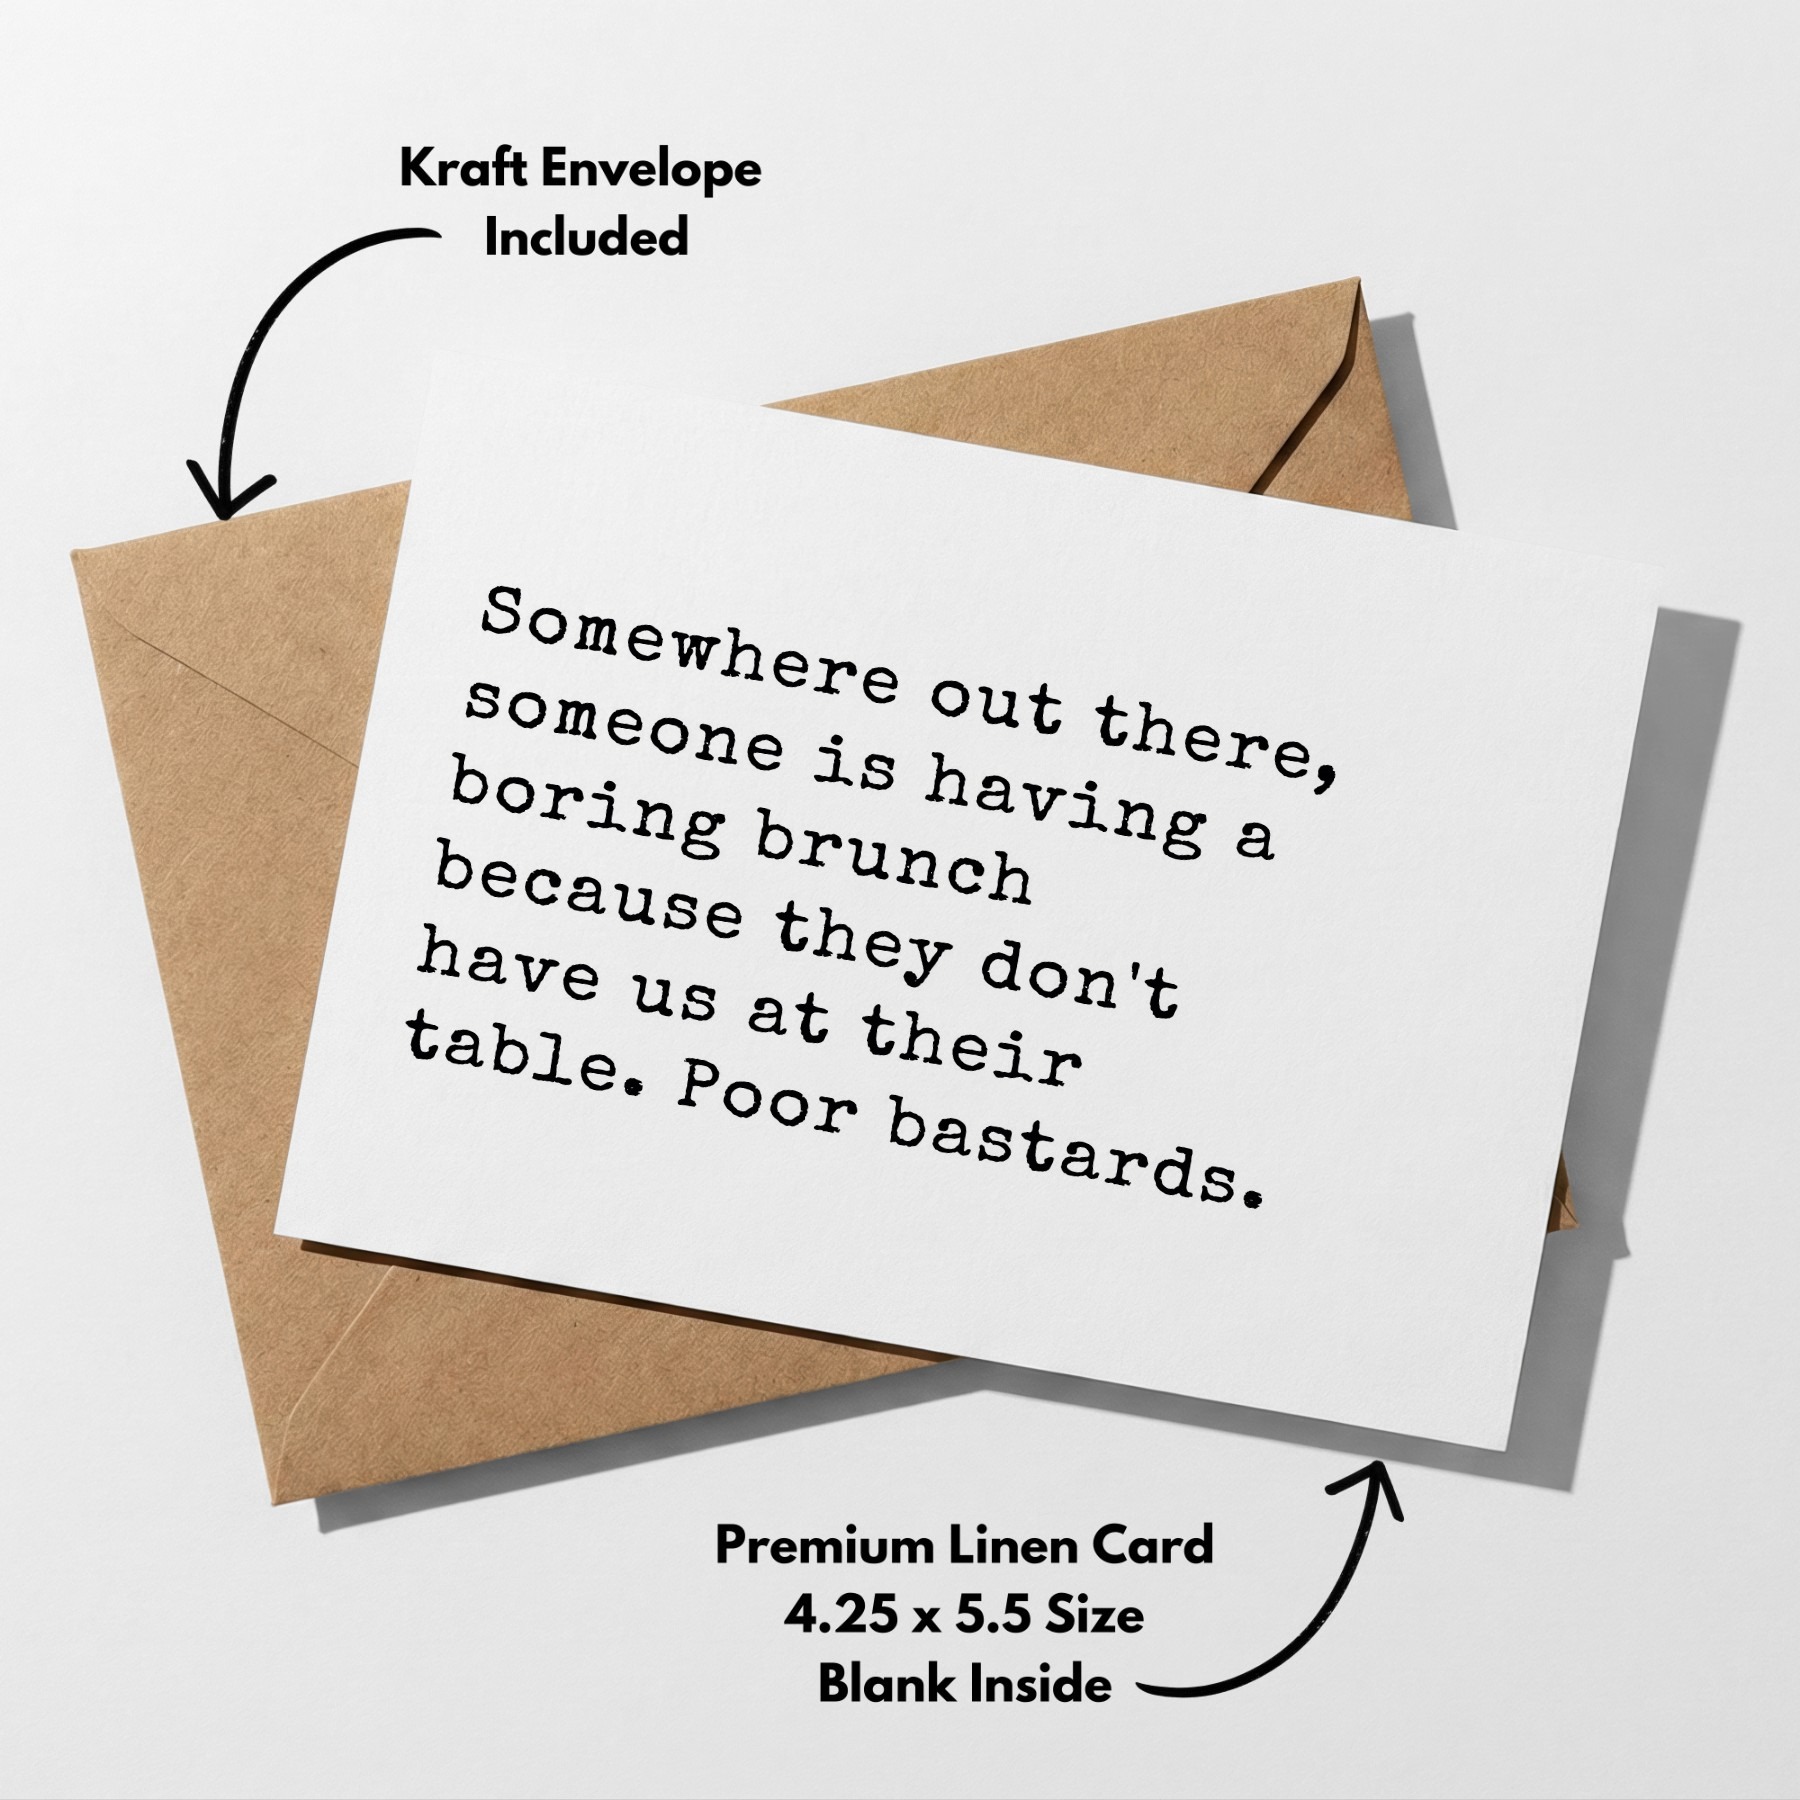 Kraft Envelope
Included
Somewhere out there,
someone is having a
boring brunch
because they don't
have us at their
table. Poor bastards.
Premium Linen Card
4.25 x 5.5 Size
Blank Inside